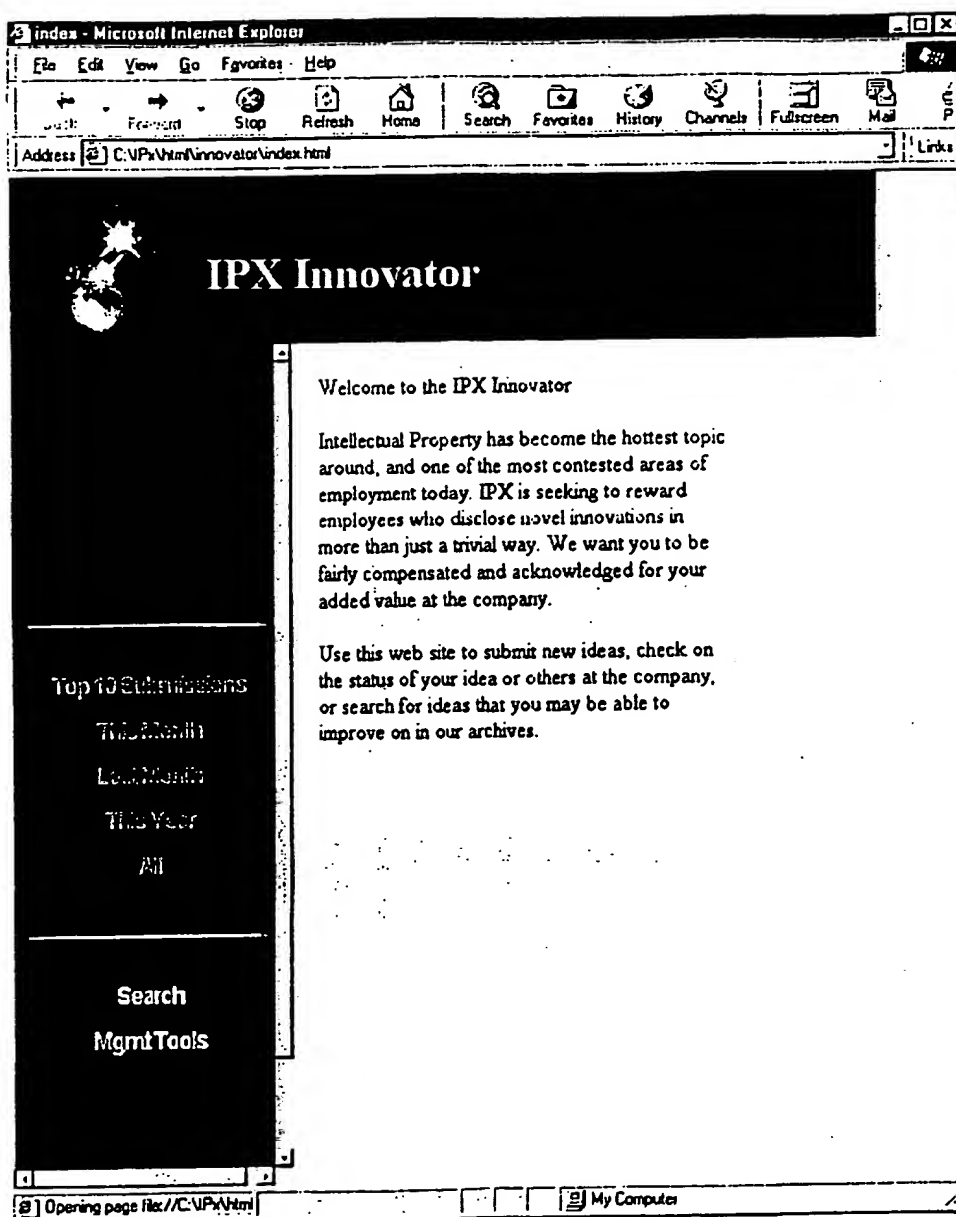 index - Microsoft Internet Explorer
File Edit View Go Favorites Help
Back Forward Stop Refresh Home Search Favorites History Channels Fullscreen Mail P
Address C:\IPx\html\innovator\index.html Links
IPX Innovator
Welcome to the IPX Innovator
Intellectual Property has become the hottest topic
around, and one of the most contested areas of
employment today. IPX is seeking to reward
employees who disclose novel innovations in
more than just a trivial way. We want you to be
fairly compensated and acknowledged for your
added value at the company.
Use this web site to submit new ideas, check on
the status of your idea or others at the company,
or search for ideas that you may be able to
improve on in our archives.
Top 10 Submissions
This Month
Last Month
This Year
All
Search
Mgmt Tools
Opening page file://C:\IPx\html My Computer